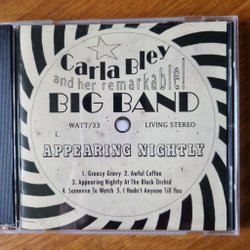 Carla Bley
and her remarkable!
BIG BAND
WATT/33 LIVING STEREO
1.
APPEARING NIGHTLY
1. Greasy Gravy 2. Awful Coffee
3. Appearing Nightly At The Black Orchid
4. Someone To Watch 5. I Hadn't Anyone Till You